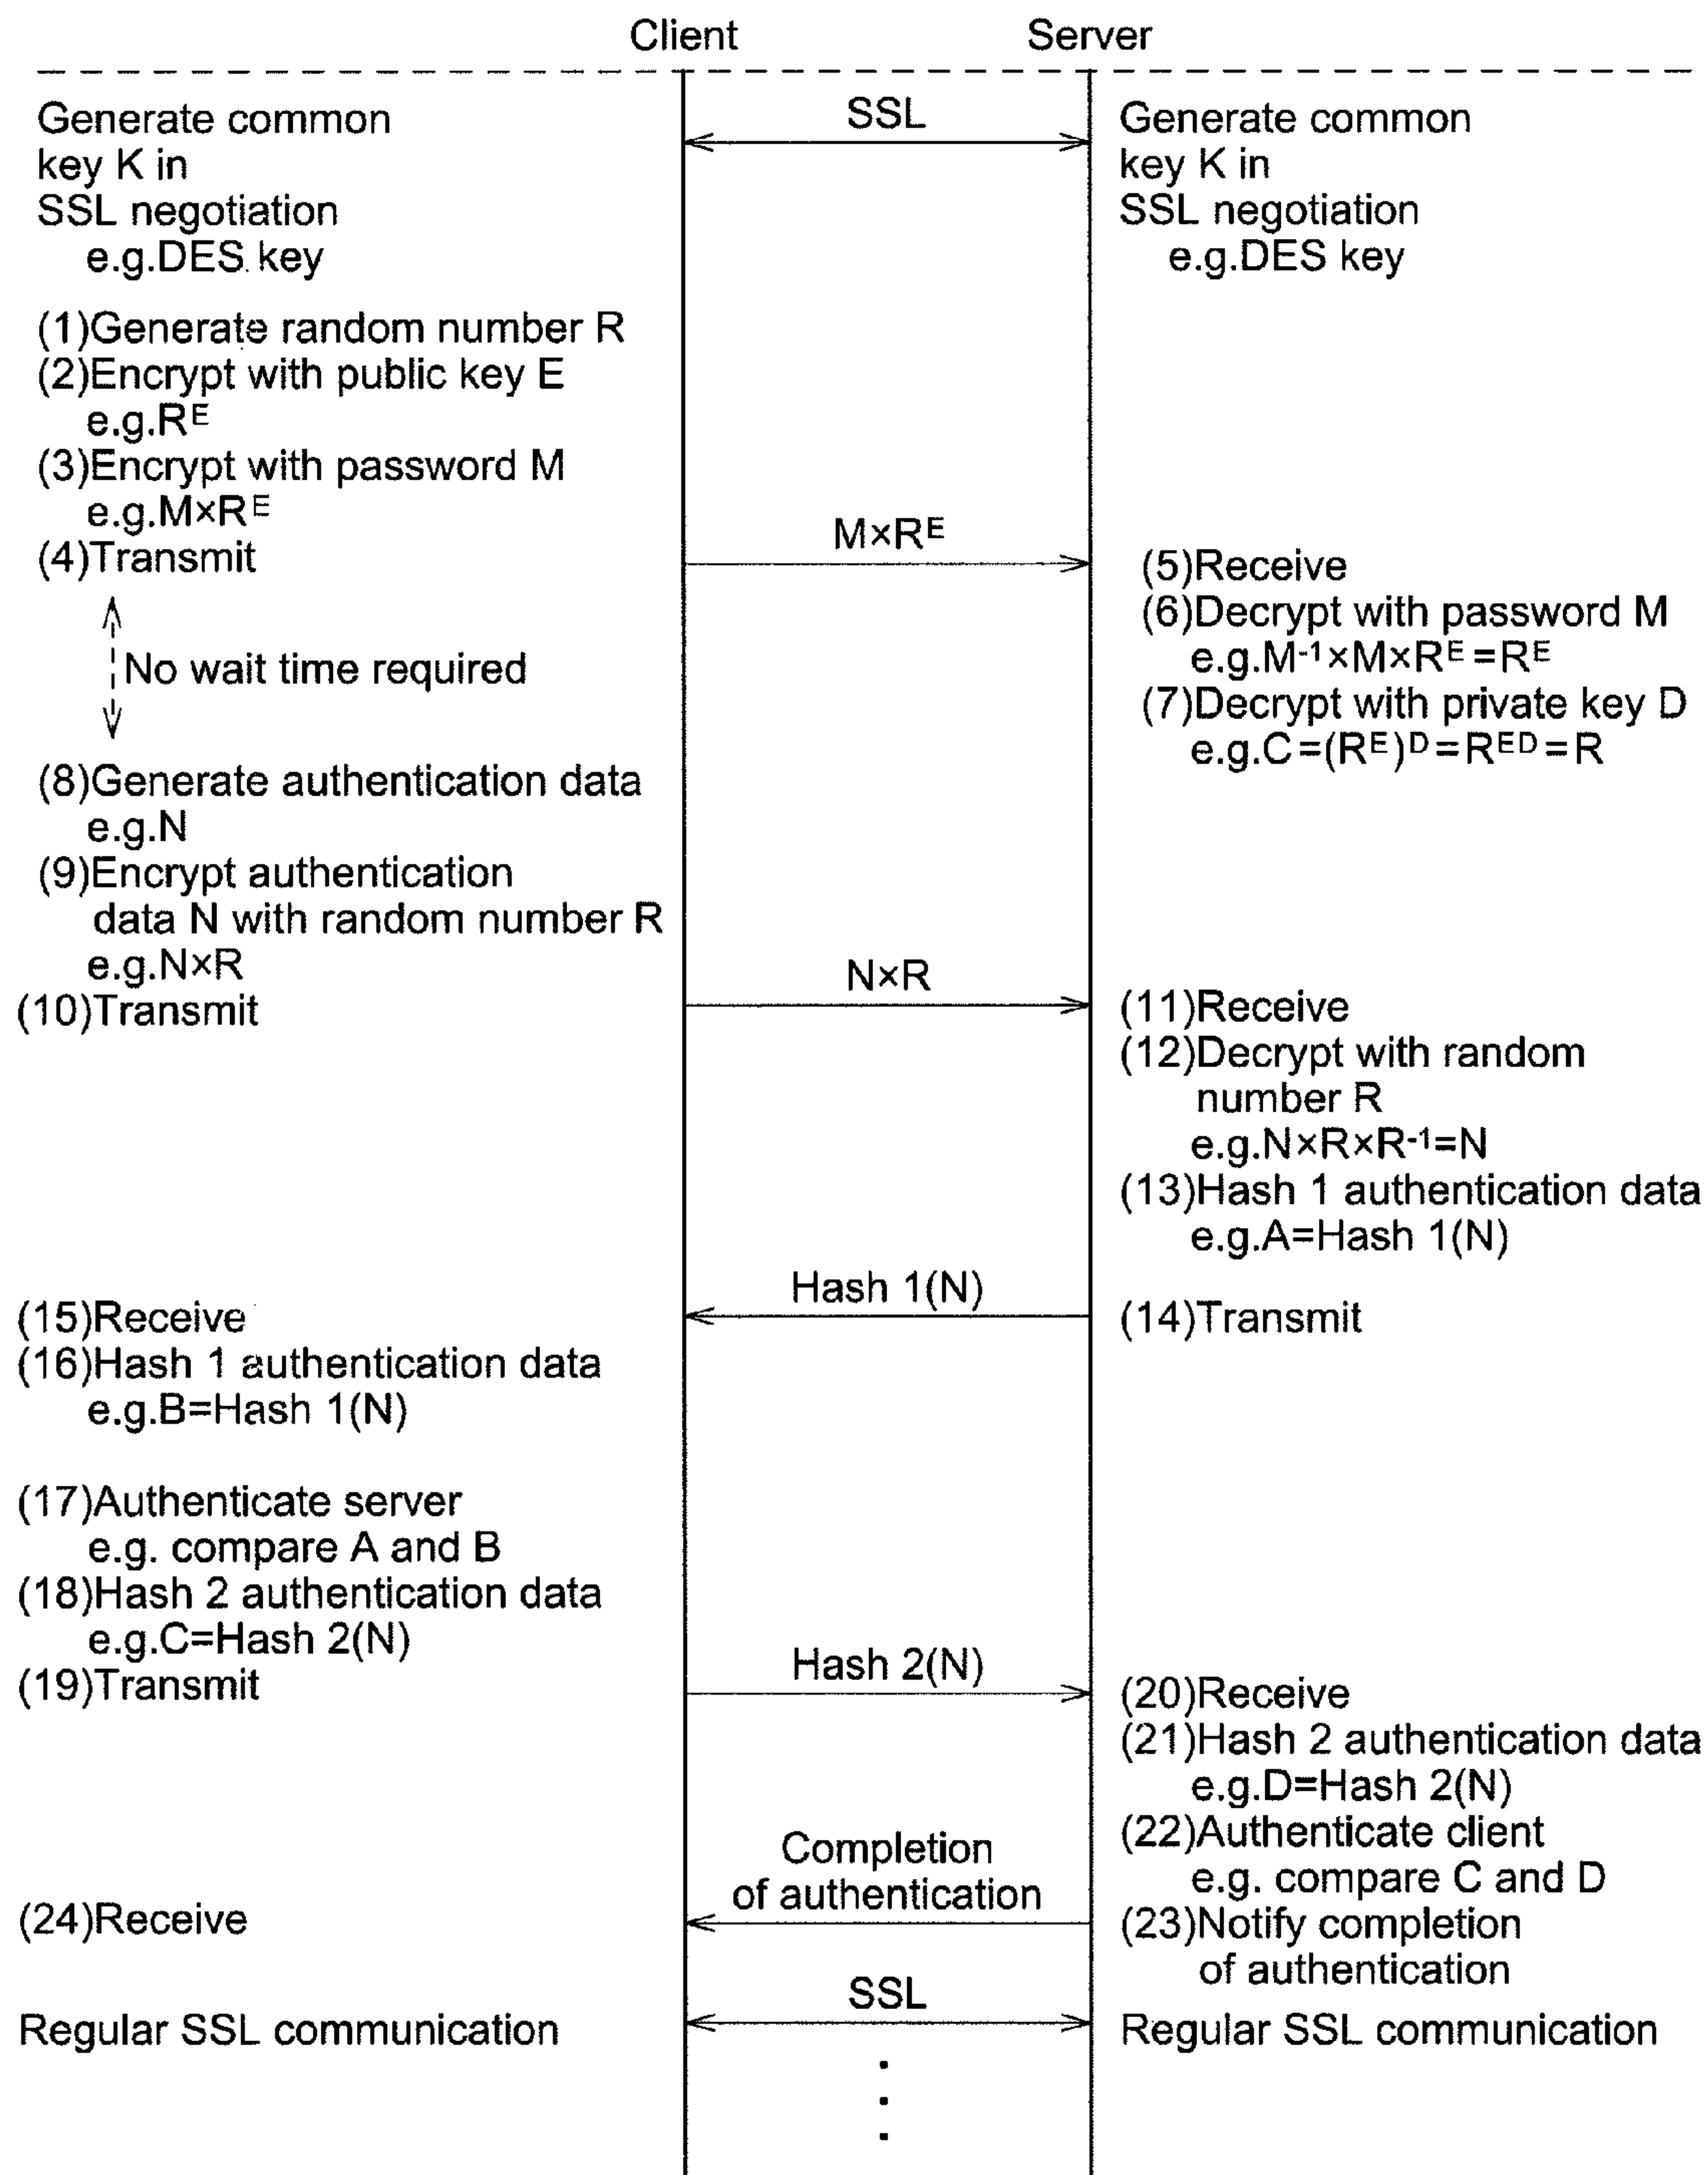 Client
Server
Generate common
key K in
SSL negotiation
e.g.DES key
SSL
Generate common
key K in
SSL negotiation
e.g.DES key
(1)Generate random number R
(2)Encrypt with public key E
e.g.Rᴱ
(3)Encrypt with password M
e.g.M×Rᴱ
(4)Transmit
M×Rᴱ
(5)Receive
(6)Decrypt with password M
e.g.M⁻¹×M×Rᴱ=Rᴱ
(7)Decrypt with private key D
e.g.C=(Rᴱ)ᴰ=Rᴱᴰ=R
No wait time required
(8)Generate authentication data
e.g.N
(9)Encrypt authentication
data N with random number R
e.g.N×R
(10)Transmit
N×R
(11)Receive
(12)Decrypt with random
number R
e.g.N×R×R⁻¹=N
(13)Hash 1 authentication data
e.g.A=Hash 1(N)
Hash 1(N)
(14)Transmit
(15)Receive
(16)Hash 1 authentication data
e.g.B=Hash 1(N)
(17)Authenticate server
e.g. compare A and B
(18)Hash 2 authentication data
e.g.C=Hash 2(N)
(19)Transmit
Hash 2(N)
(20)Receive
(21)Hash 2 authentication data
e.g.D=Hash 2(N)
(22)Authenticate client
e.g. compare C and D
(23)Notify completion
of authentication
Completion
of authentication
(24)Receive
SSL
Regular SSL communication
Regular SSL communication